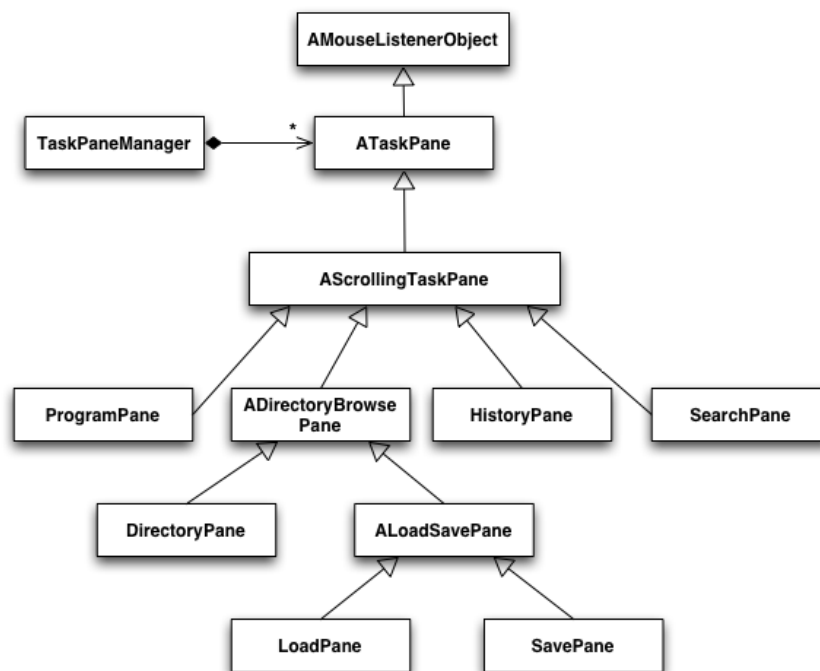 AMouseListenerObject
TaskPaneManager
*
ATaskPane
AScrollingTaskPane
ProgramPane
ADirectoryBrowse
Pane
HistoryPane
SearchPane
DirectoryPane
ALoadSavePane
LoadPane
SavePane